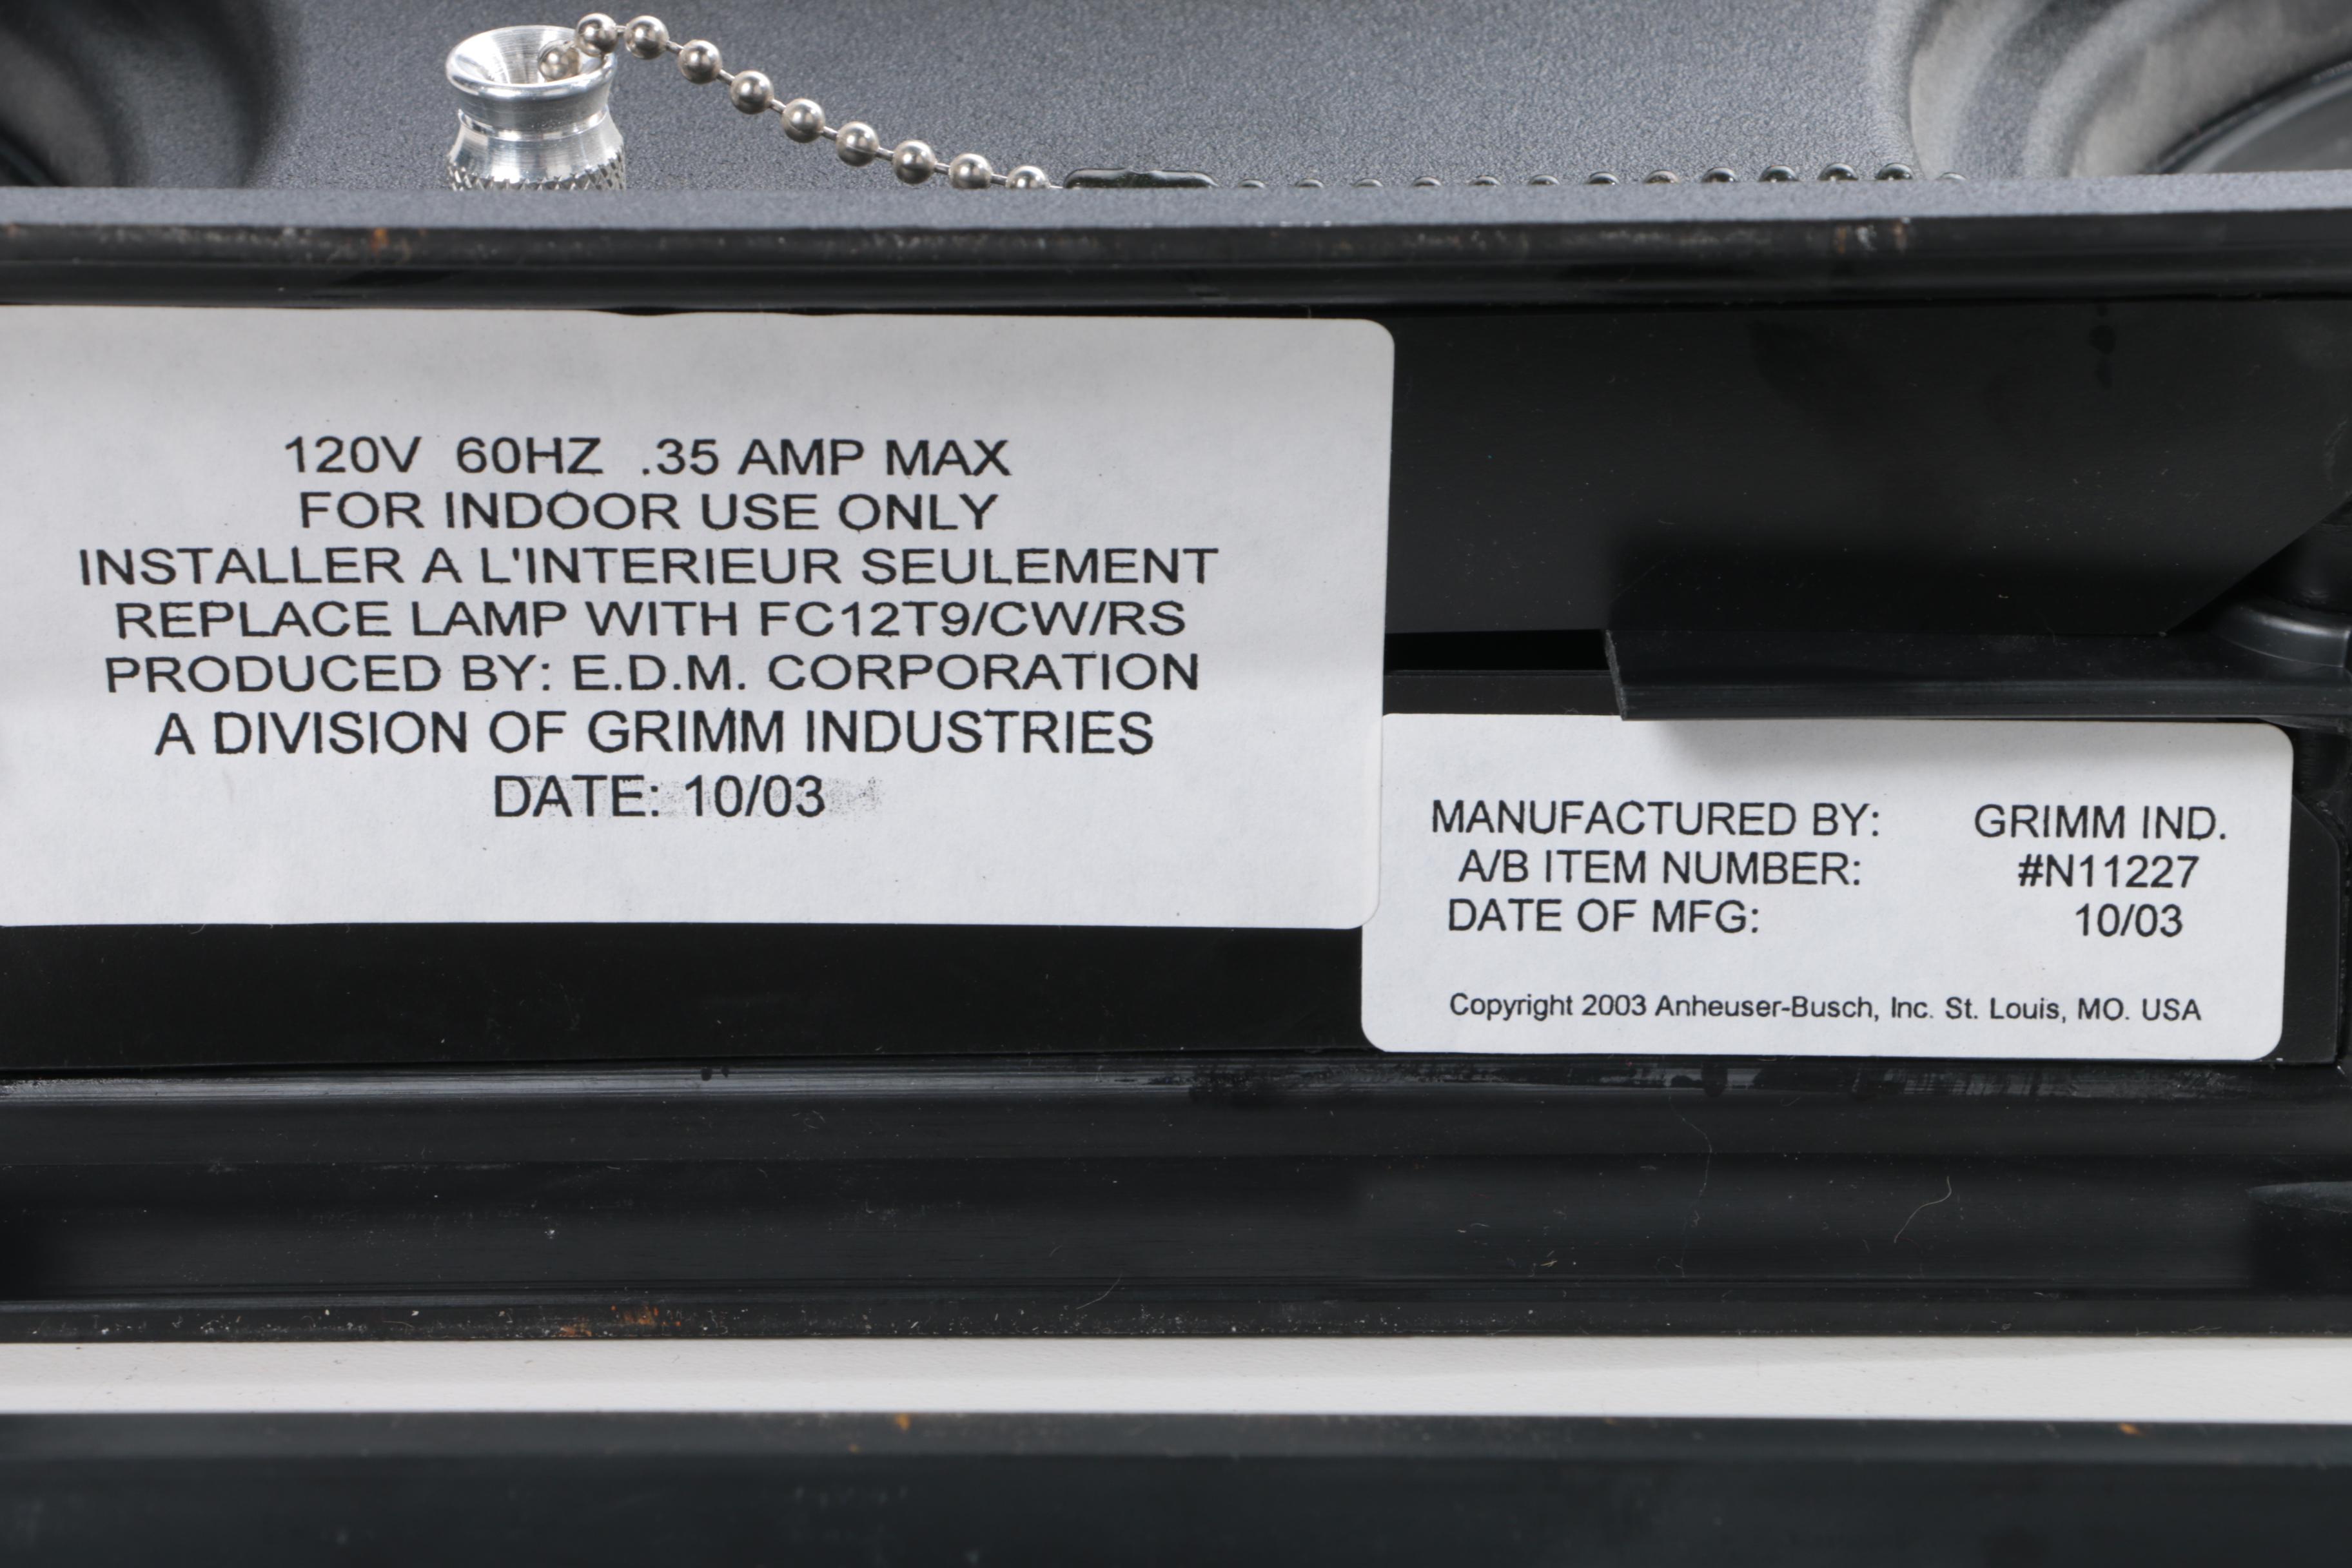 120V 60HZ .35 AMP MAX
FOR INDOOR USE ONLY
INSTALLER A L'INTERIEUR SEULEMENT
REPLACE LAMP WITH FC12T9/CW/RS
PRODUCED BY: E.D.M. CORPORATION
A DIVISION OF GRIMM INDUSTRIES
DATE: 10/03
MANUFACTURED BY: GRIMM IND.
A/B ITEM NUMBER: #N11227
DATE OF MFG: 10/03
Copyright 2003 Anheuser-Busch, Inc. St. Louis, MO. USA